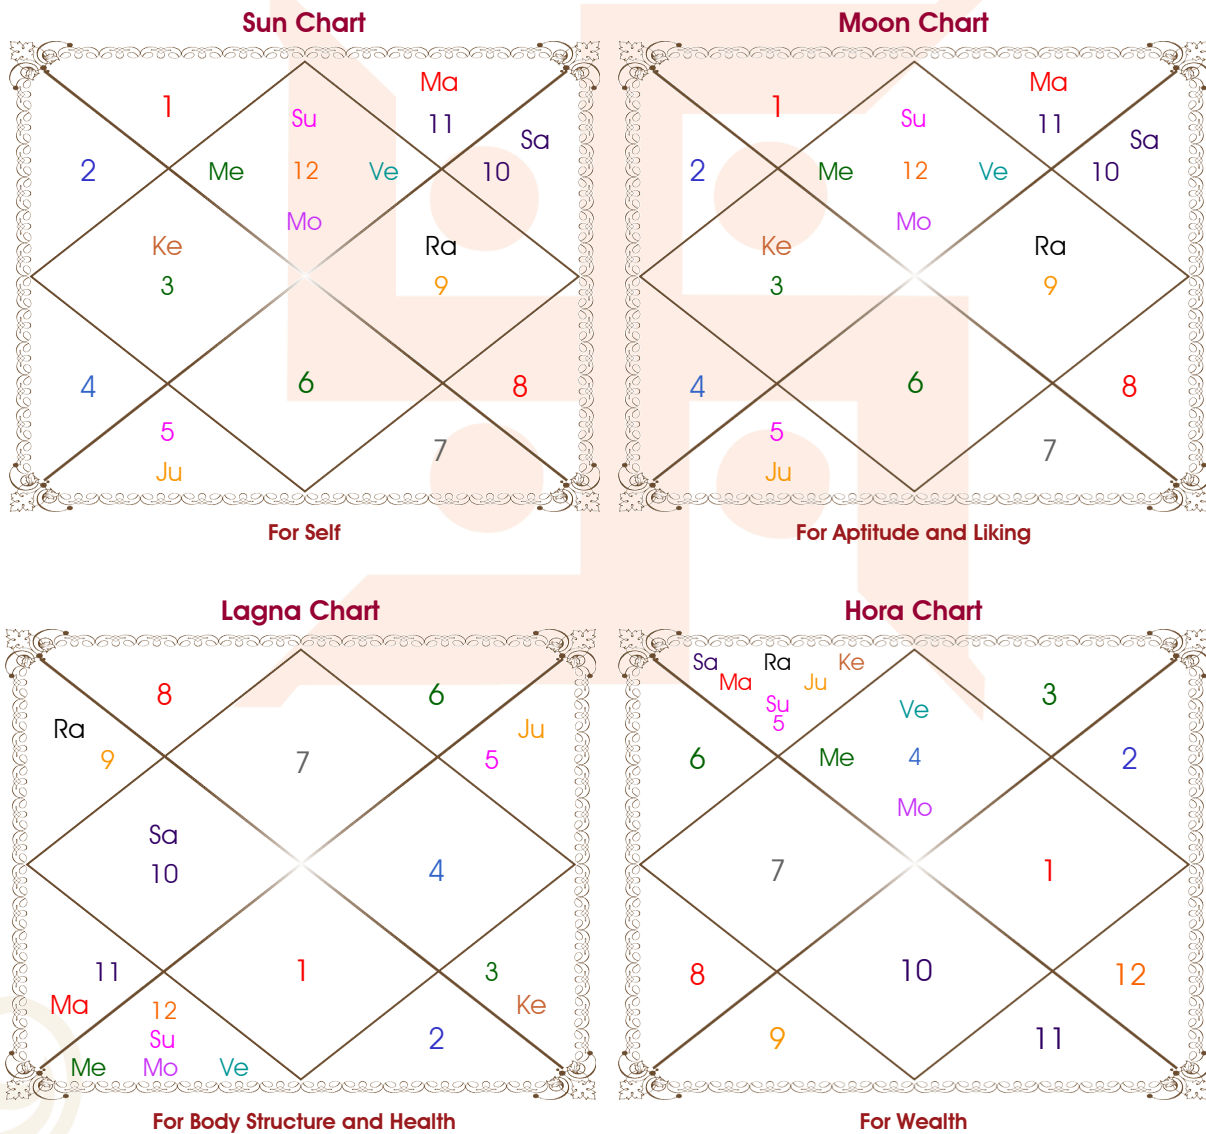 Sun Chart
Ma
1
Su
11
Sa
2
Me
12
Ve
10
Mo
Ke
Ra
3
9
4
6
8
5
7
Ju
For Self
Moon Chart
Ma
1
Su
11
Sa
2
Me
12
Ve
10
Mo
Ke
Ra
3
9
4
6
8
5
7
Ju
For Aptitude and Liking
Lagna Chart
8
6
Ra
Ju
9
7
5
Sa
10
4
11
1
3
Ma
12
Ke
Su
2
Me
Mo
Ve
For Body Structure and Health
Hora Chart
Sa
Ra
Ke
Ma
Ju
3
Su
Ve
5
6
Me
4
2
Mo
7
1
8
10
12
9
11
For Wealth